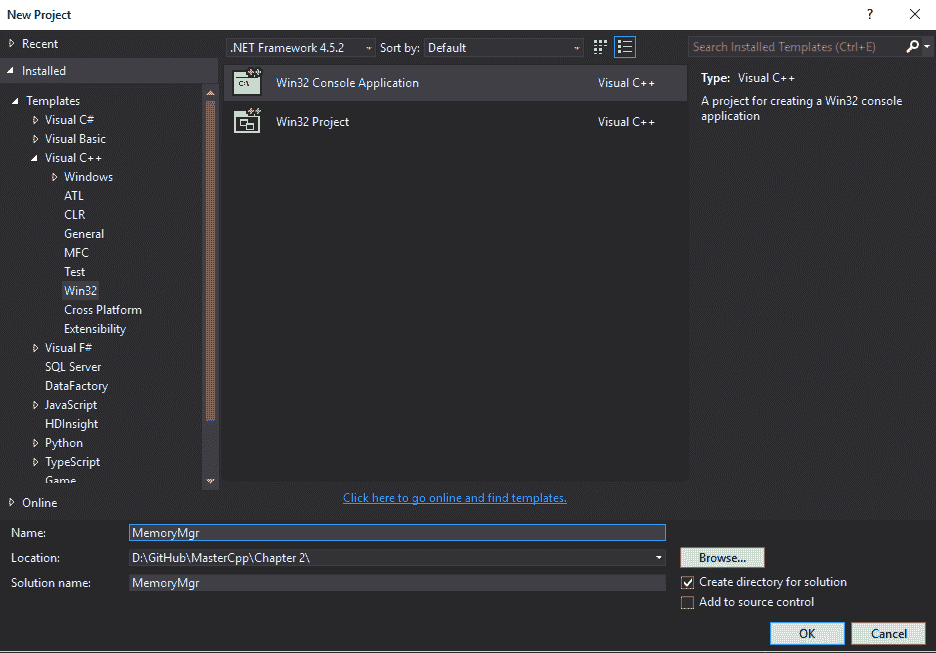 New Project
?
Recent
Installed
.NET Framework 4.5.2 Sort by: Default
Search Installed Templates (Ctrl+E)
Templates
Visual C#
Visual Basic
Visual C++
Windows
ATL
CLR
General
MFC
Test
Win32
Cross Platform
Extensibility
Visual F#
SQL Server
DataFactory
JavaScript
HDInsight
Python
TypeScript
Game
Online
C:\
Win32 Console Application Visual C++
Win32 Project Visual C++
Type: Visual C++
A project for creating a Win32 console
application
Click here to go online and find templates.
Name: MemoryMgr
Location: D:\GitHub\MasterCpp\Chapter 2\
Browse...
Solution name: MemoryMgr
Create directory for solution
Add to source control
OK Cancel